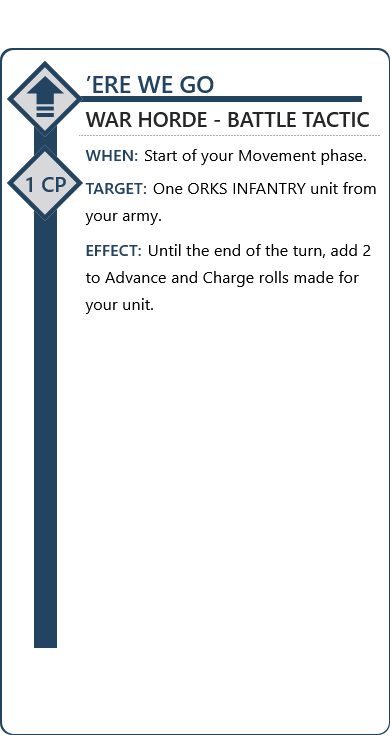 ’ERE WE GO
WAR HORDE - BATTLE TACTIC
1 CP
WHEN: Start of your Movement phase.
TARGET: One ORKS INFANTRY unit from
your army.
EFFECT: Until the end of the turn, add 2
to Advance and Charge rolls made for
your unit.